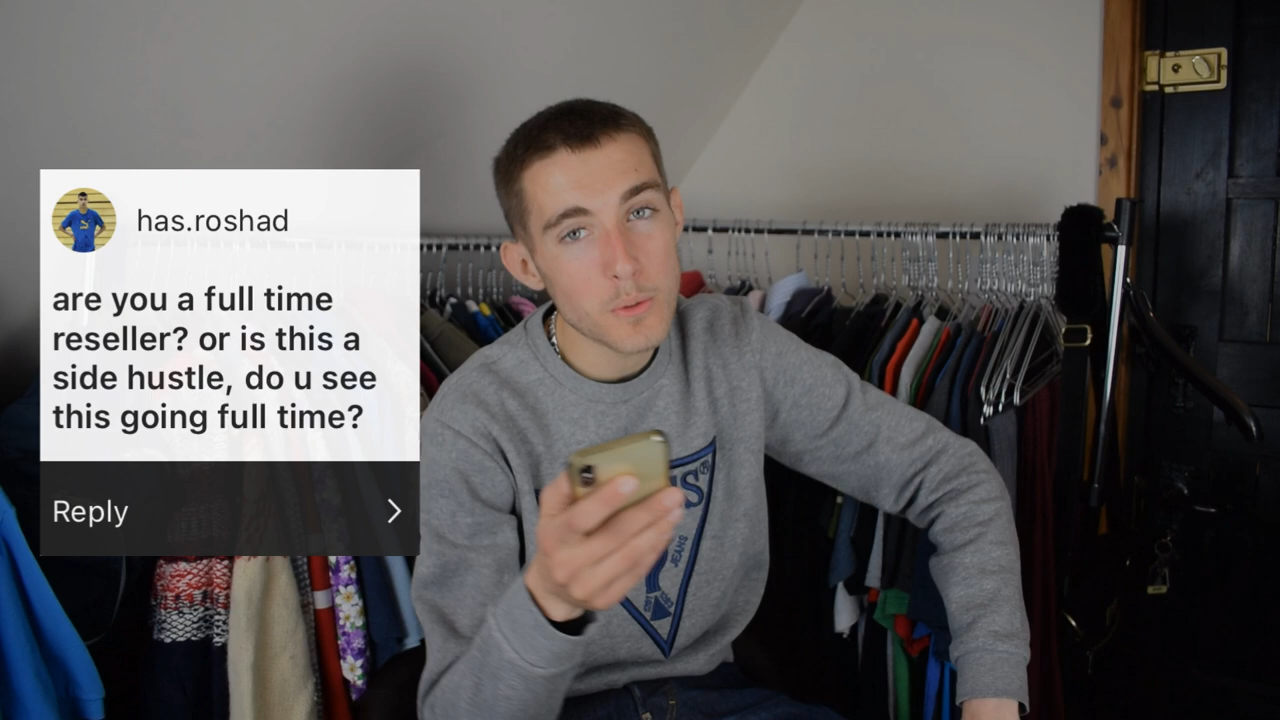 has.roshad
are you a full time
reseller? or is this a
side hustle, do u see
this going full time?
Reply
JEANS